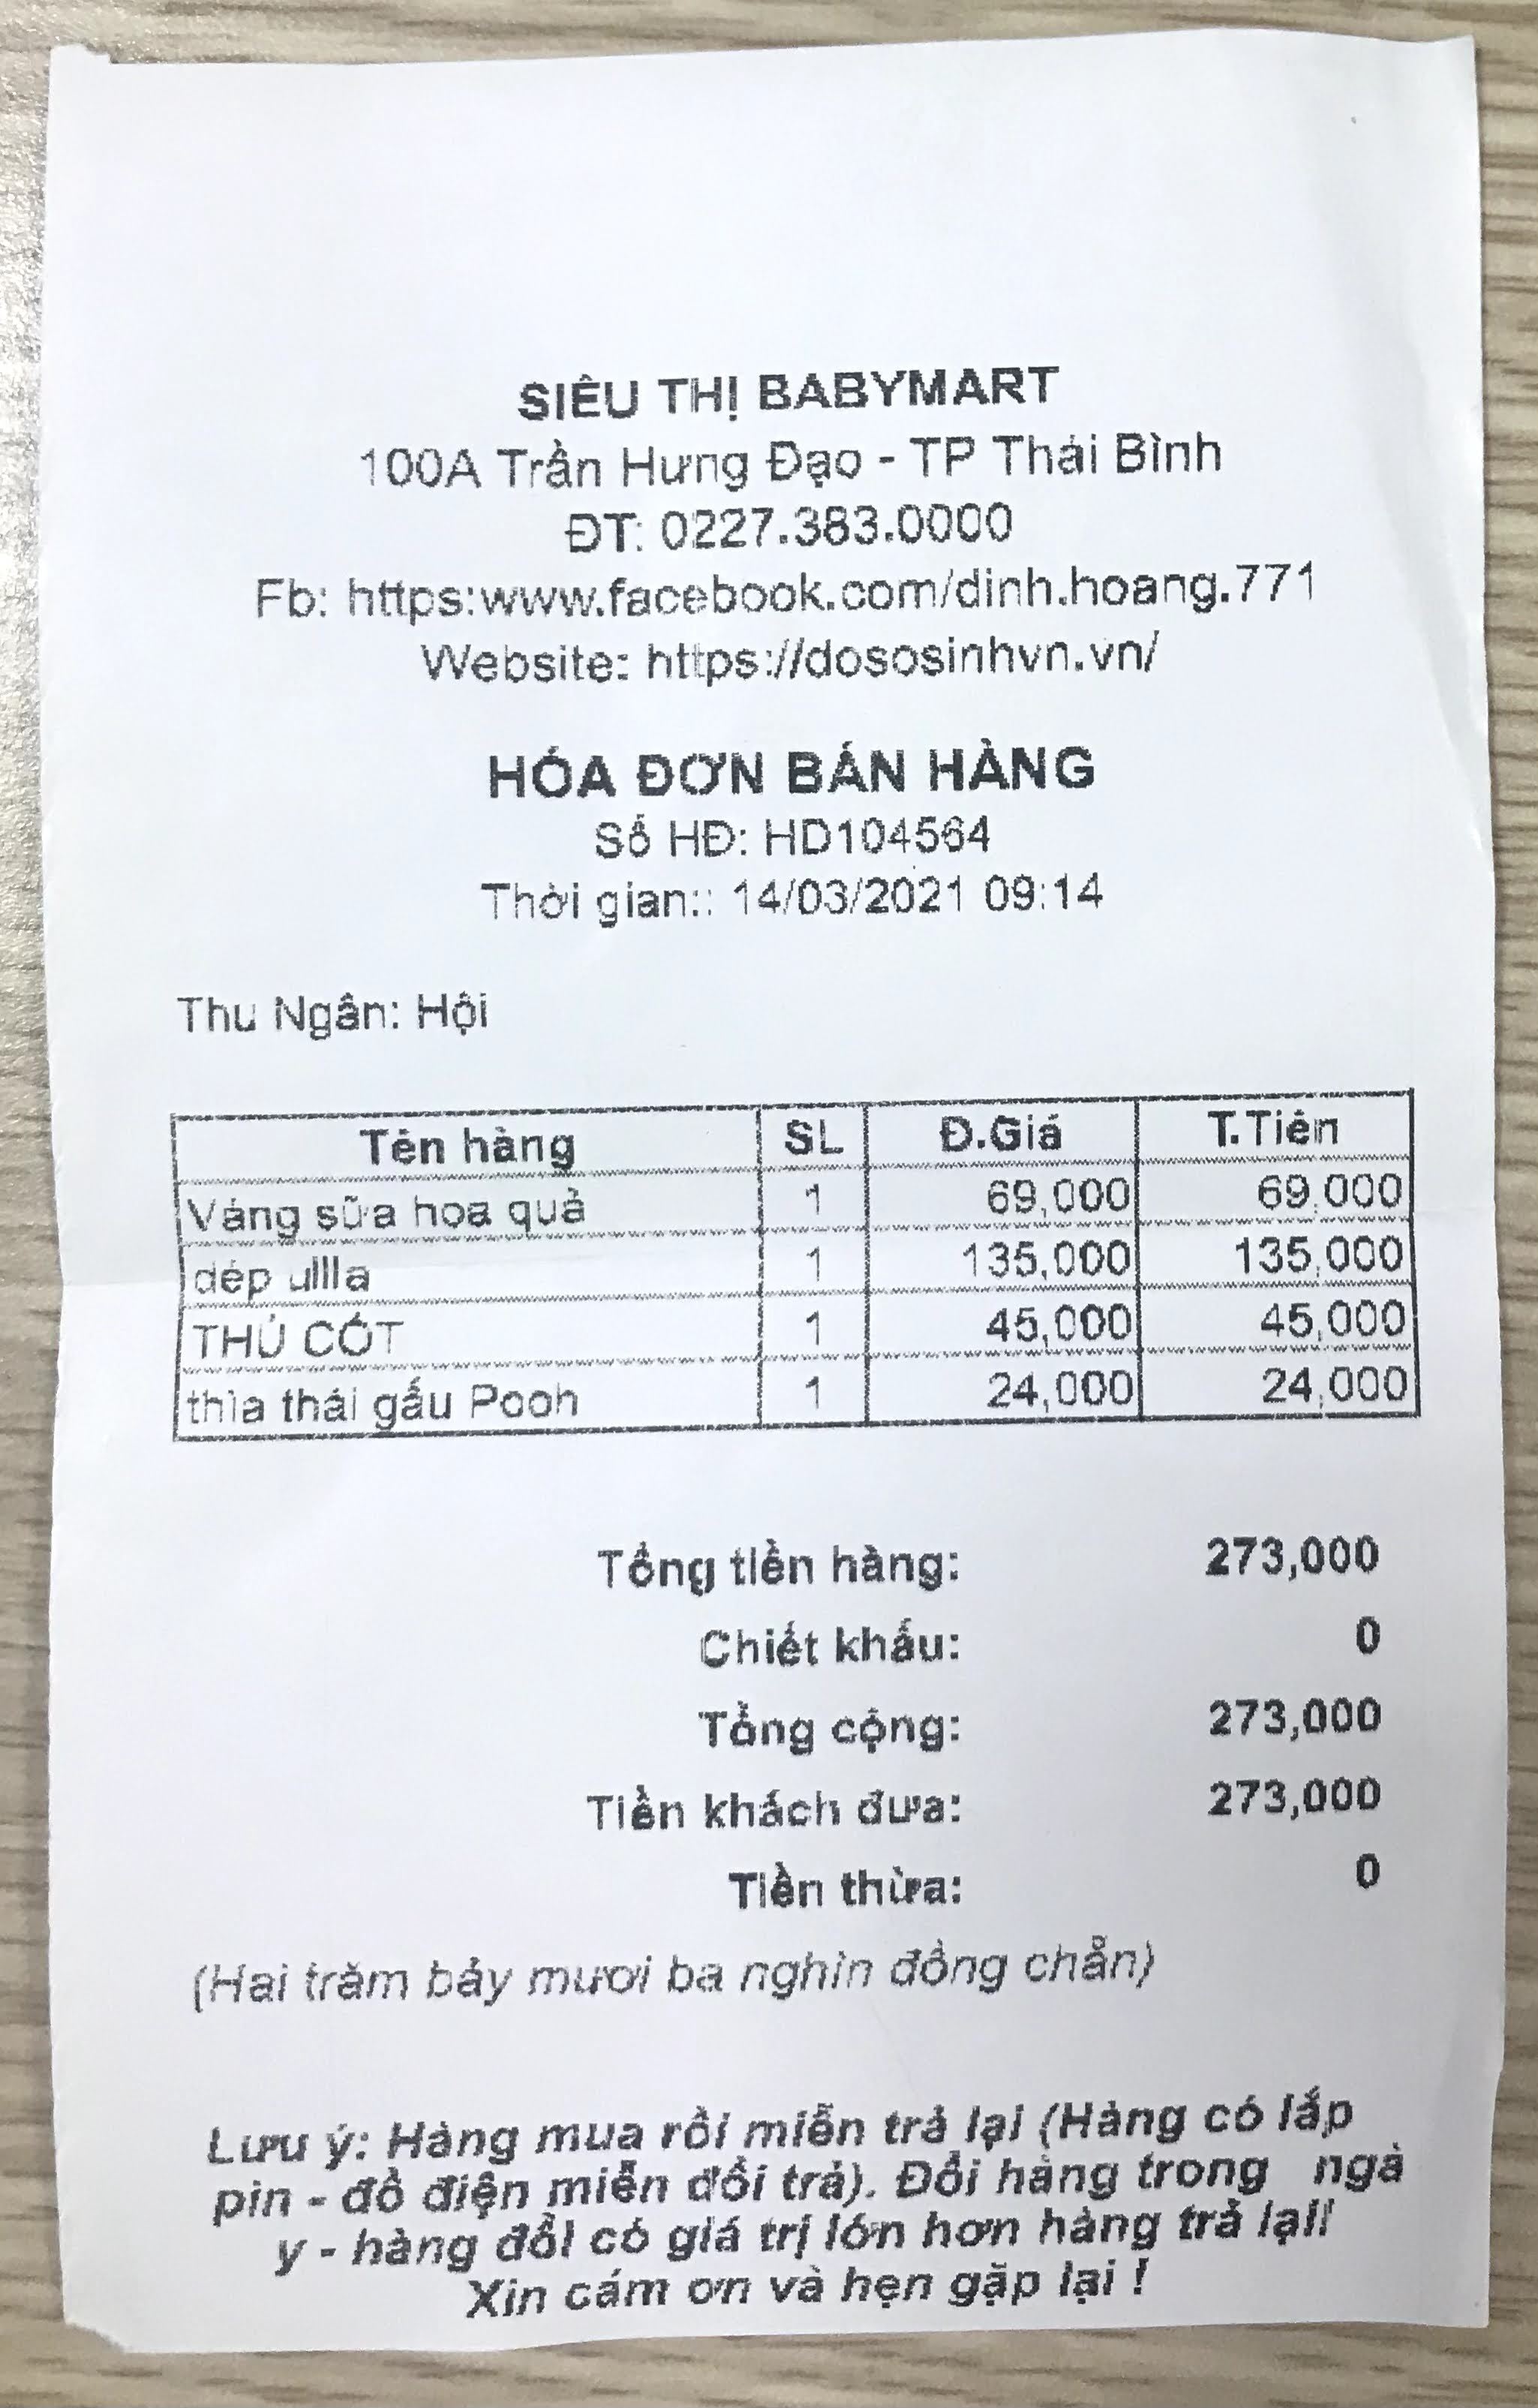 SIÊU THỊ BABYMART
100A Trần Hưng Đạo - TP Thái Bình
ĐT: 0227.383.0000
Fb: https:www.facebook.com/dinh.hoang.771
Website: https://dososinhvn.vn/
HÓA ĐƠN BÁN HÀNG
Số HĐ: HD104564
Thời gian:: 14/03/2021 09:14
Thu Ngân: Hội
Tên hàng SL Đ.Giá T.Tiền
Váng sữa hoa quả 1 69,000 69,000
dép ullla 1 135,000 135,000
THÚ CÓT 1 45,000 45,000
thìa thái gấu Pooh 1 24,000 24,000
Tổng tiền hàng: 273,000
Chiết khấu: 0
Tổng cộng: 273,000
Tiền khách đưa: 273,000
Tiền thừa: 0
(Hai trăm bảy mươi ba nghìn đồng chẵn)
Lưu ý: Hàng mua rồi miễn trả lại (Hàng có lắp
pin - đồ điện miễn đổi trả). Đổi hàng trong ngà
y - hàng đổi có giá trị lớn hơn hàng trả lại!
Xin cám ơn và hẹn gặp lại !